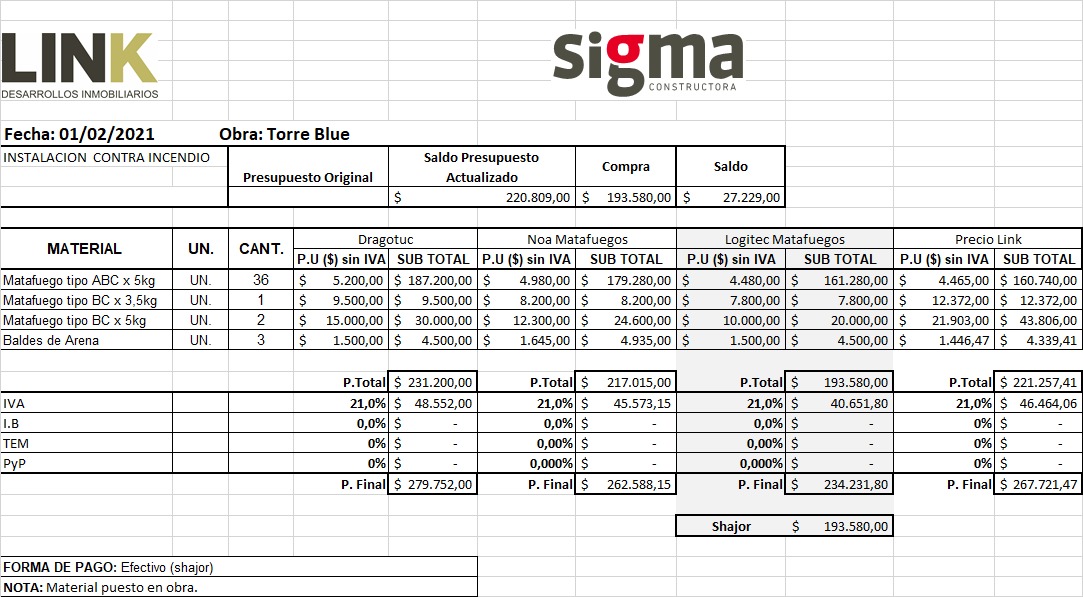 LINK
DESARROLLOS INMOBILIARIOS
sigma
CONSTRUCTORA
Fecha: 01/02/2021 Obra: Torre Blue
INSTALACION CONTRA INCENDIO Presupuesto Original Saldo Presupuesto Actualizado Compra Saldo
$ 220.809,00 $ 193.580,00 $ 27.229,00
MATERIAL UN. CANT. Dragotuc Noa Matafuegos Logitec Matafuegos Precio Link
P.U ($) sin IVA SUB TOTAL P.U ($) sin IVA SUB TOTAL P.U ($) sin IVA SUB TOTAL P.U ($) sin IVA SUB TOTAL
Matafuego tipo ABC x 5kg UN. 36 $ 5.200,00 $ 187.200,00 $ 4.980,00 $ 179.280,00 $ 4.480,00 $ 161.280,00 $ 4.465,00 $ 160.740,00
Matafuego tipo BC x 3,5kg UN. 1 $ 9.500,00 $ 9.500,00 $ 8.200,00 $ 8.200,00 $ 7.800,00 $ 7.800,00 $ 12.372,00 $ 12.372,00
Matafuego tipo BC x 5kg UN. 2 $ 15.000,00 $ 30.000,00 $ 12.300,00 $ 24.600,00 $ 10.000,00 $ 20.000,00 $ 21.903,00 $ 43.806,00
Baldes de Arena UN. 3 $ 1.500,00 $ 4.500,00 $ 1.645,00 $ 4.935,00 $ 1.500,00 $ 4.500,00 $ 1.446,47 $ 4.339,41
P.Total $ 231.200,00 P.Total $ 217.015,00 P.Total $ 193.580,00 P.Total $ 221.257,41
IVA 21,0% $ 48.552,00 21,0% $ 45.573,15 21,0% $ 40.651,80 21,0% $ 46.464,06
I.B 0,0% $ - 0,0% $ - 0,0% $ - 0% $ -
TEM 0% $ - 0,00% $ - 0,00% $ - 0% $ -
PyP 0% $ - 0,000% $ - 0,000% $ - 0% $ -
P. Final $ 279.752,00 P. Final $ 262.588,15 P. Final $ 234.231,80 P. Final $ 267.721,47
Shajor $ 193.580,00
FORMA DE PAGO: Efectivo (shajor)
NOTA: Material puesto en obra.